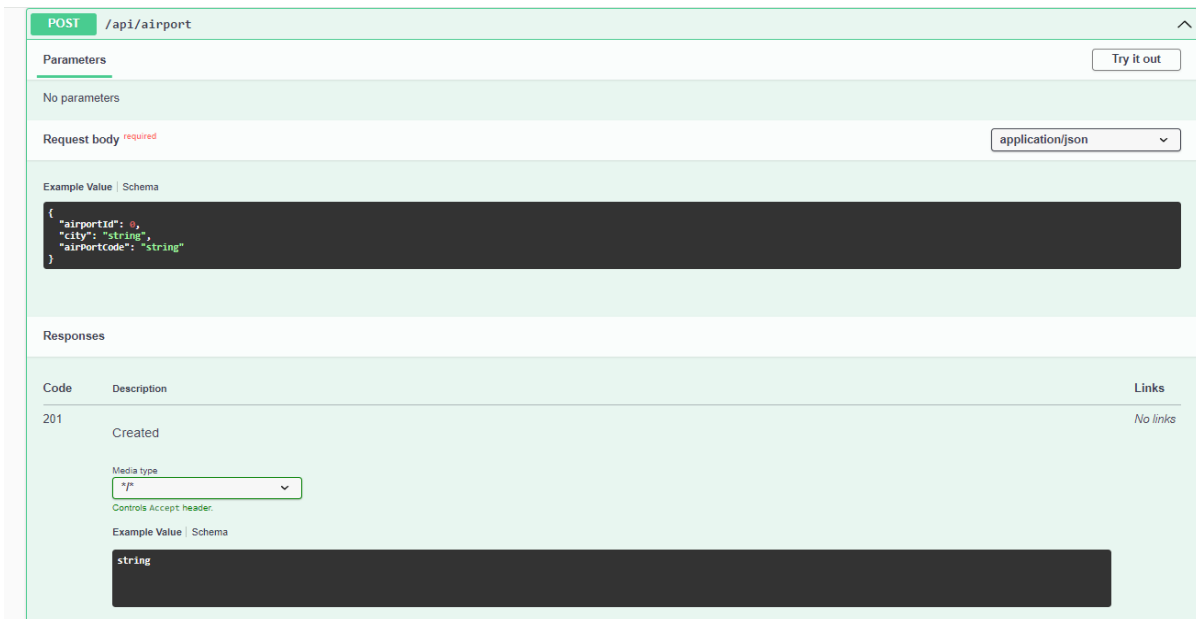 POST /api/airport
Parameters
Try it out
No parameters
Request body required
application/json
Example Value | Schema
{
"airportId": 0,
"city": "string",
"airPortCode": "string"
}
Responses
Code Description Links
201 Created No links
Media type
*/*
Controls Accept header.
Example Value | Schema
string